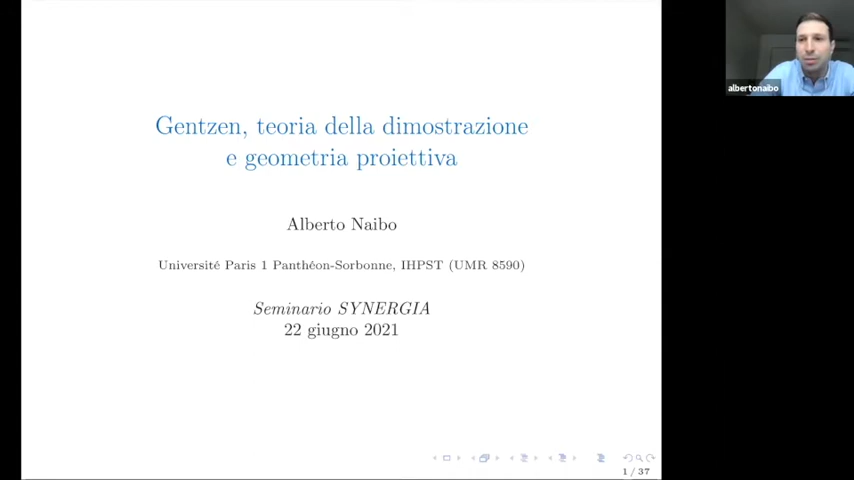 Gentzen, teoria della dimostrazione
e geometria proiettiva
Alberto Naibo
Université Paris 1 Panthéon-Sorbonne, IHPST (UMR 8590)
Seminario SYNERGIA
22 giugno 2021
1 / 37
albertonaibo